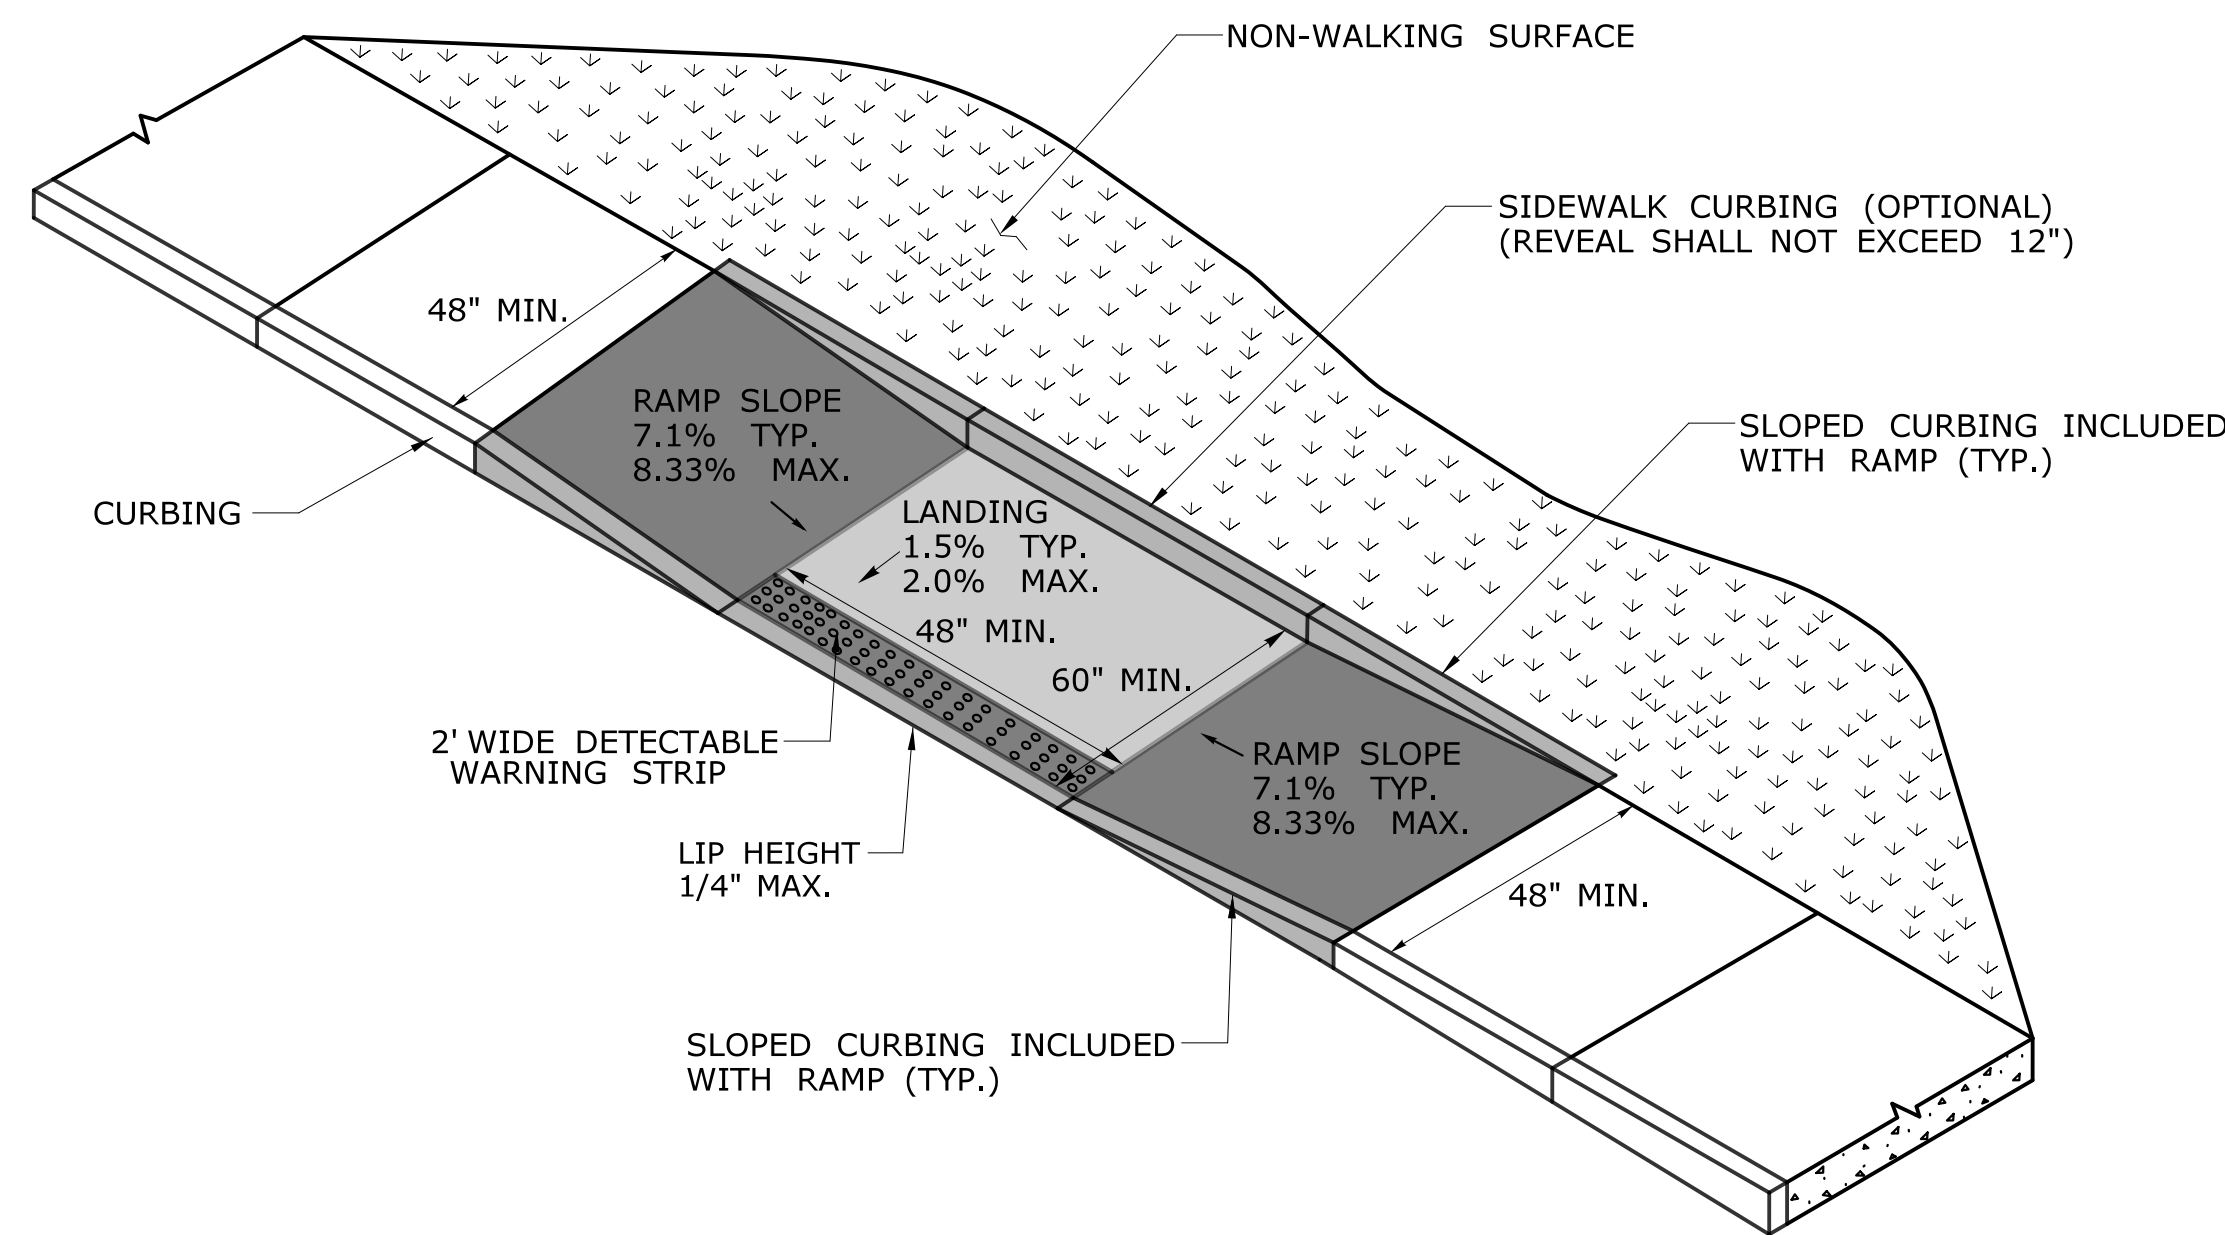 NON-WALKING SURFACE
SIDEWALK CURBING (OPTIONAL)
(REVEAL SHALL NOT EXCEED 12")
48" MIN.
RAMP SLOPE
7.1% TYP.
8.33% MAX.
SLOPED CURBING INCLUDED
WITH RAMP (TYP.)
CURBING
LANDING
1.5% TYP.
2.0% MAX.
48" MIN.
60" MIN.
2' WIDE DETECTABLE
WARNING STRIP
RAMP SLOPE
7.1% TYP.
8.33% MAX.
LIP HEIGHT
1/4" MAX.
48" MIN.
SLOPED CURBING INCLUDED
WITH RAMP (TYP.)